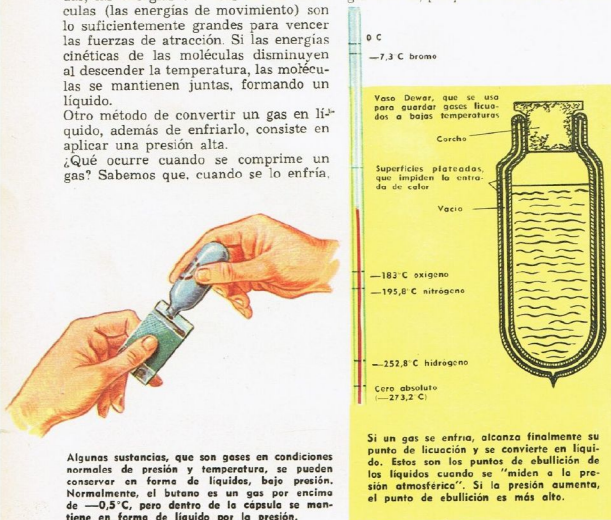 culas (las energías de movimiento) son
lo suficientemente grandes para vencer
las fuerzas de atracción. Si las energías
cinéticas de las moléculas disminuyen
al descender la temperatura, las molécu-
las se mantienen juntas, formando un
líquido.
Otro método de convertir un gas en lí-
quido, además de enfriarlo, consiste en
aplicar una presión alta.
¿Qué ocurre cuando se comprime un
gas? Sabemos que, cuando se lo enfría,
Algunas sustancias, que son gases en condiciones
normales de presión y temperatura, se pueden
conservar en forma de líquidos, bajo presión.
Normalmente, el butano es un gas por encima
de —0,5°C, pero dentro de la cápsula se man-
tiene en forma de líquido por la presión.
°C
—7,3°C bromo
Vaso Dewar, que se usa
para guardar gases licua-
dos a bajas temperaturas
Corcho
Superficies plateadas,
que impiden la entra-
da de calor
Vacío
—183°C oxígeno
—195,8°C nitrógeno
—252,8°C hidrógeno
Cero absoluto
(—273,2°C)
Si un gas se enfría, alcanza finalmente su
punto de licuación y se convierte en líqui-
do. Estos son los puntos de ebullición de
los líquidos cuando se "miden a la pre-
sión atmosférica". Si la presión aumenta,
el punto de ebullición es más alto.